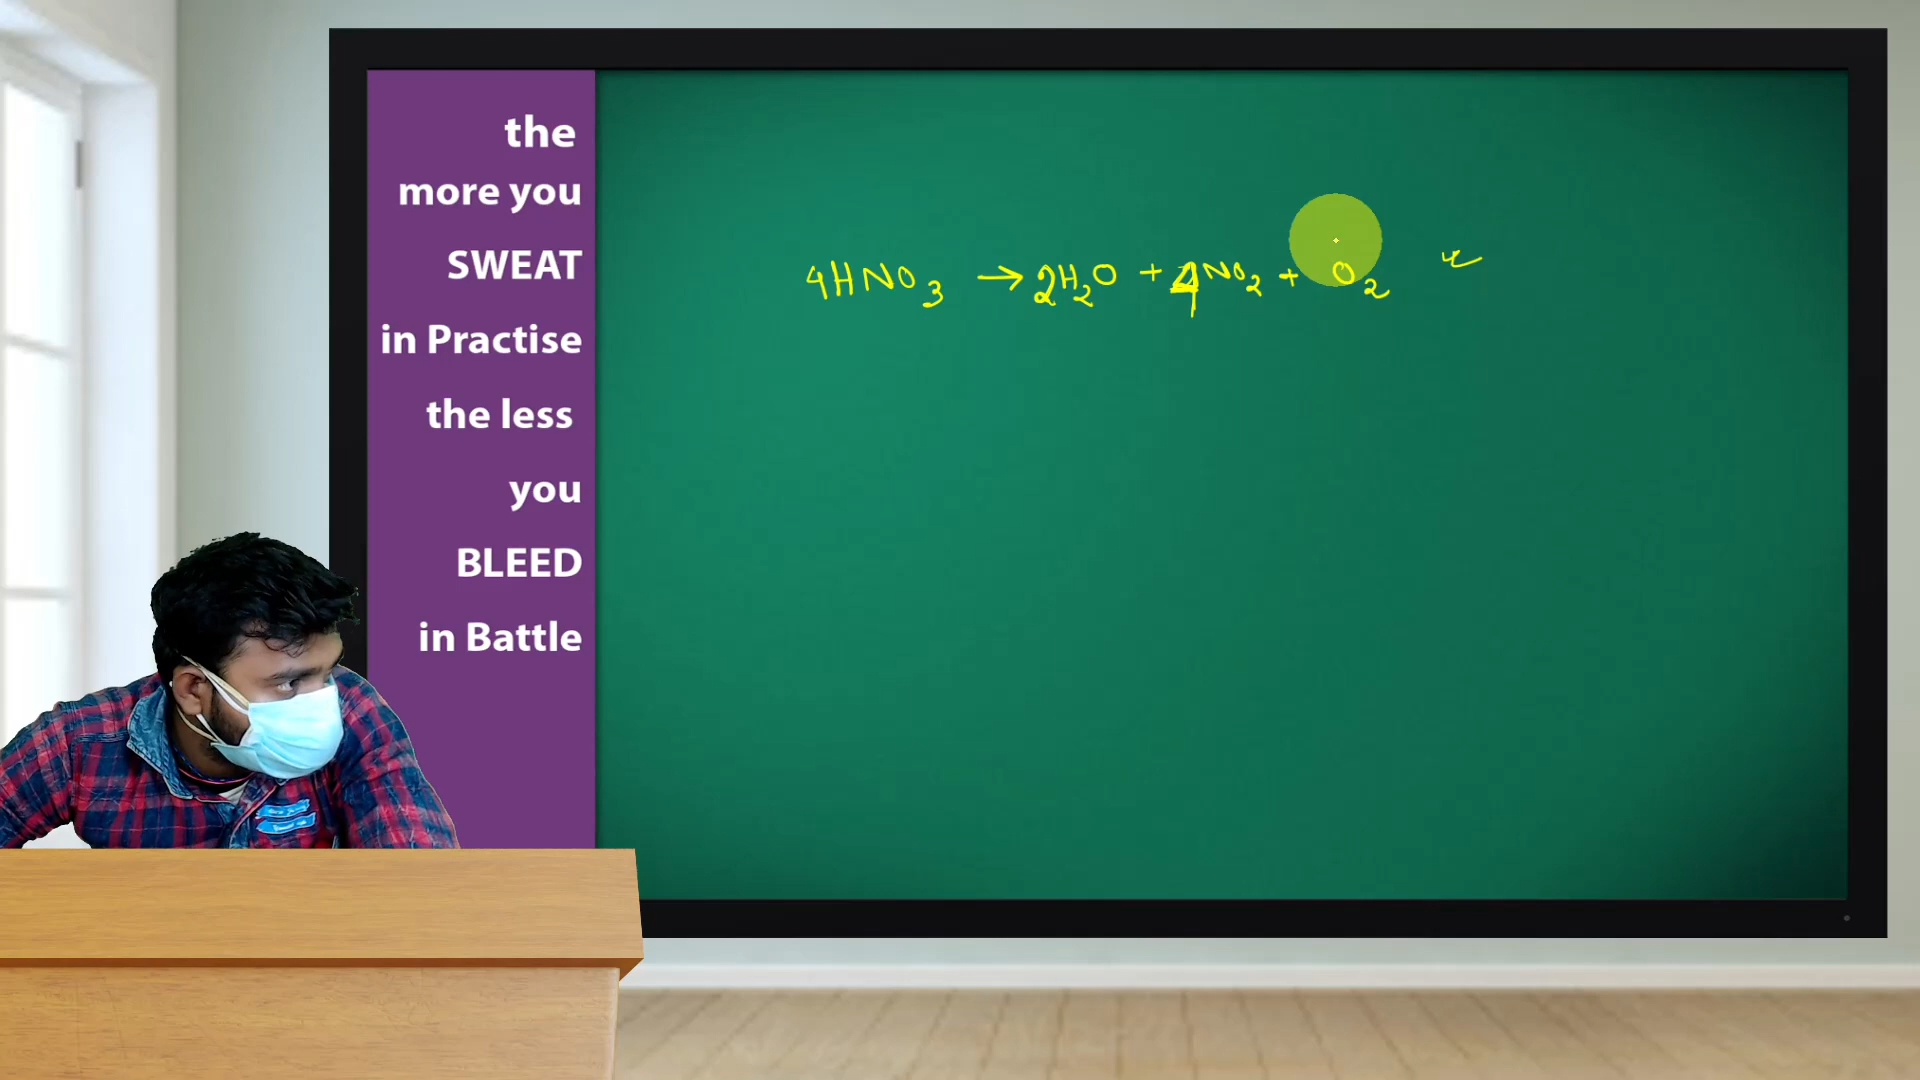 the
more you
SWEAT
in Practise
the less
you
BLEED
in Battle
4HNO₃ → 2H₂O + 4NO₂ + O₂